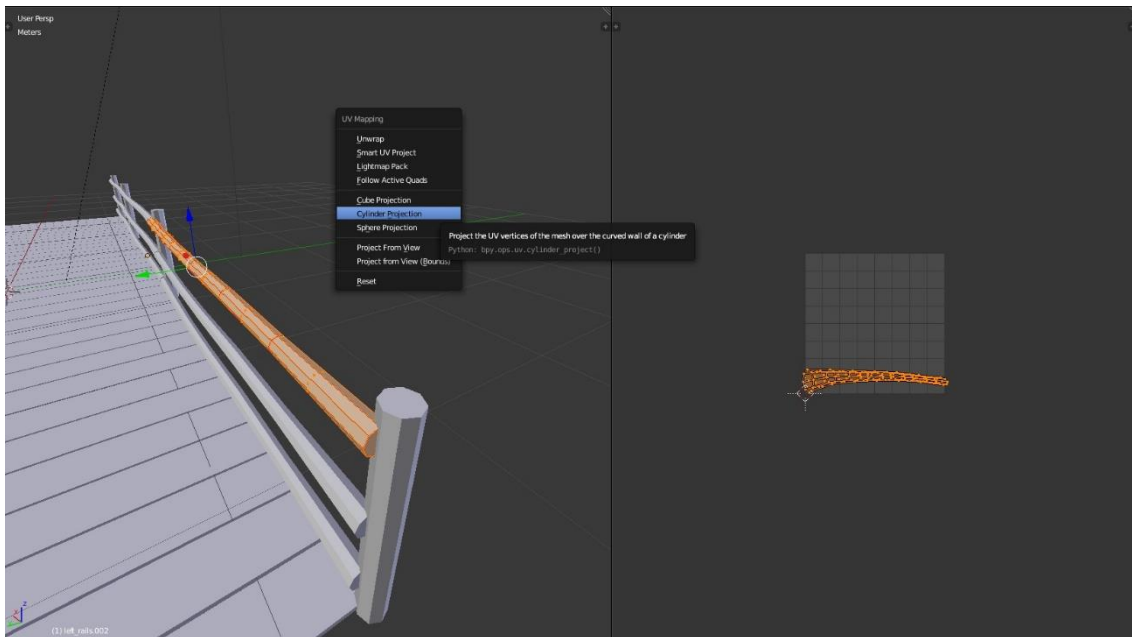 User Persp
Meters
UV Mapping
Unwrap
Smart UV Project
Lightmap Pack
Follow Active Quads
Cube Projection
Cylinder Projection
Sphere Projection
Project From View
Project from View (Bounds)
Reset
Project the UV vertices of the mesh over the curved wall of a cylinder
Python: bpy.ops.uv.cylinder_project()
z
(1) left_rails.002